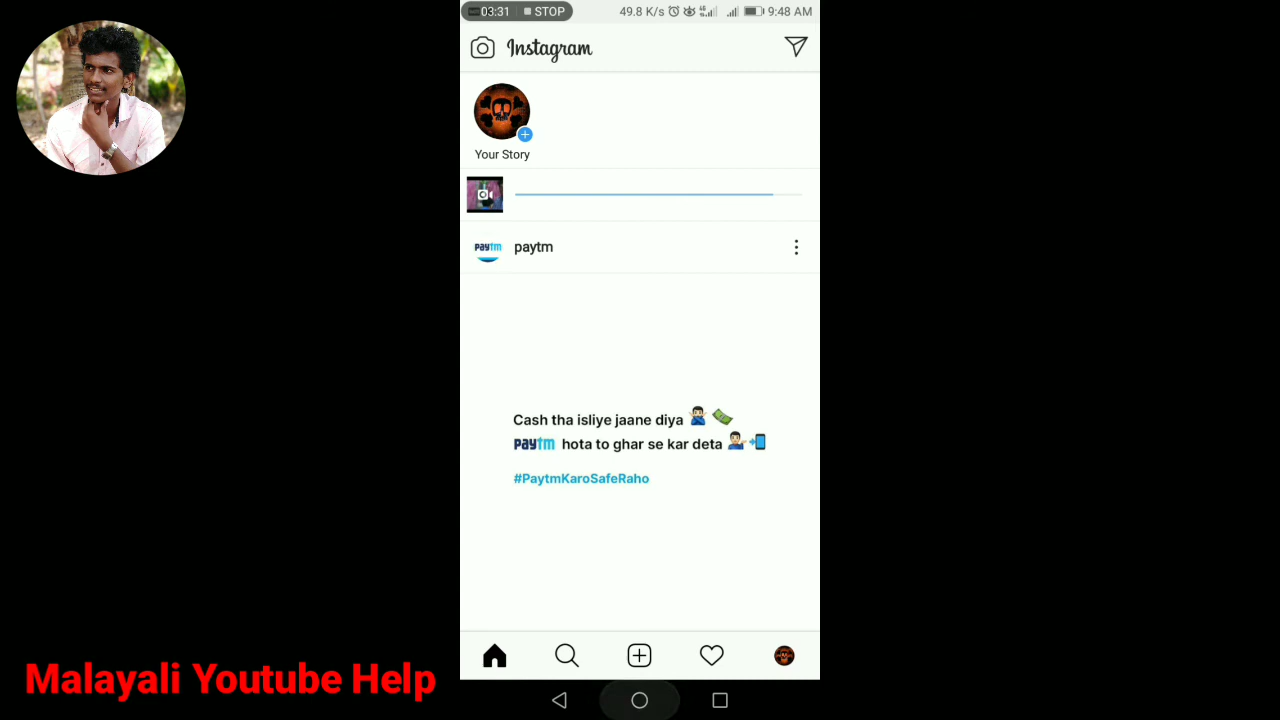 03:31 STOP 49.8 K/s 9:48 AM
Instagram
Your Story
paytm paytm
Cash tha isliye jaane diya
paytm hota to ghar se kar deta
#PaytmKaroSafeRaho
Malayali Youtube Help